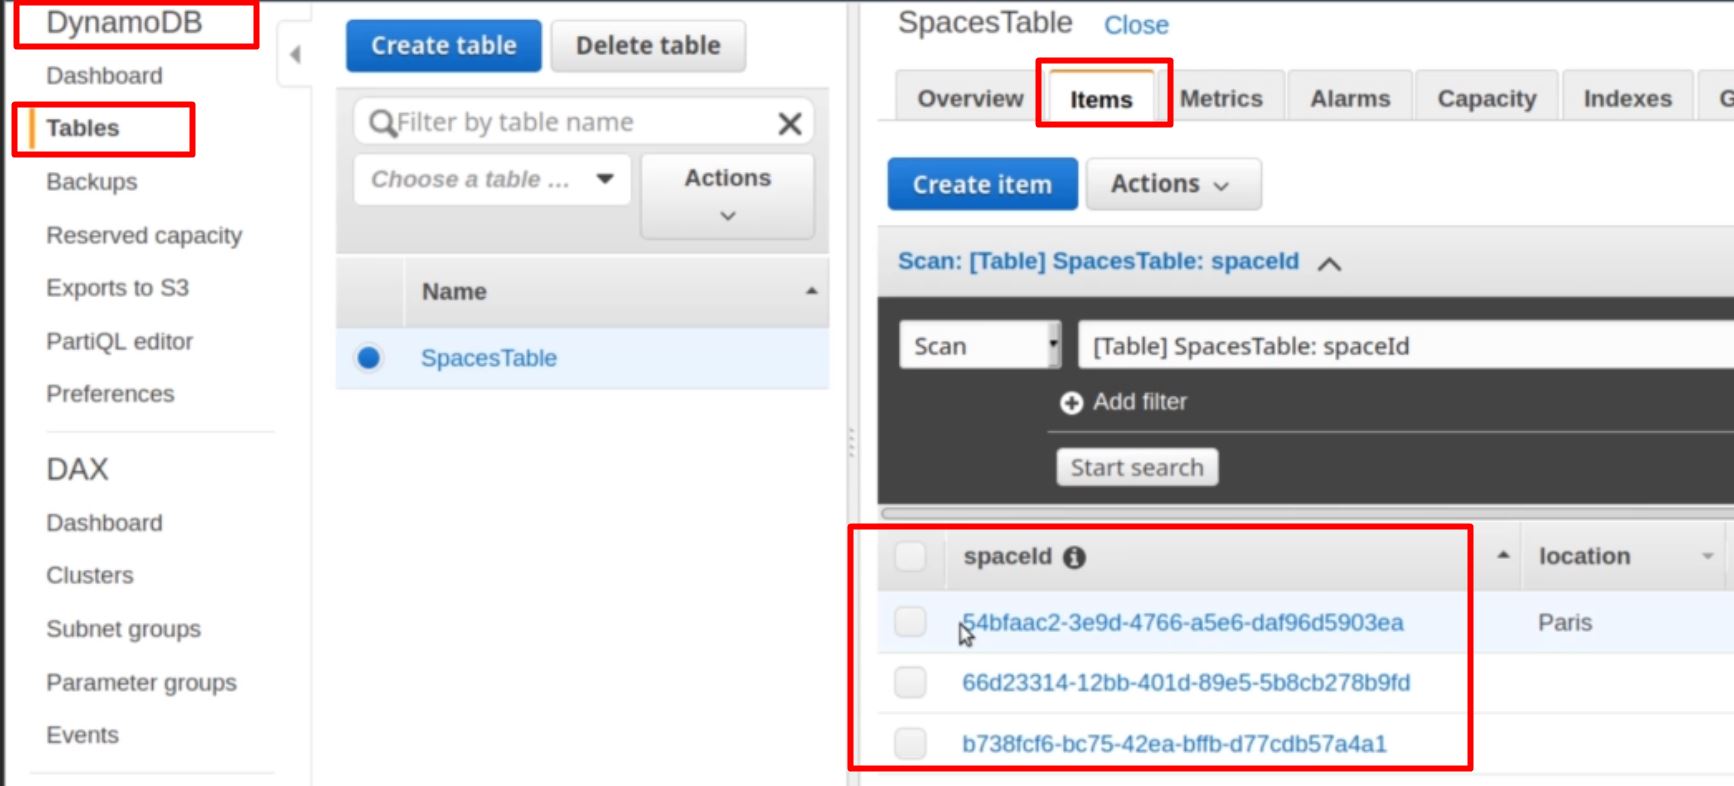 DynamoDB
Dashboard
Tables
Backups
Reserved capacity
Exports to S3
PartiQL editor
Preferences
DAX
Dashboard
Clusters
Subnet groups
Parameter groups
Events
Create table Delete table
Filter by table name
Choose a table ... Actions
Name
SpacesTable
SpacesTable Close
Overview Items Metrics Alarms Capacity Indexes G
Create item Actions
Scan: [Table] SpacesTable: spaceId
Scan [Table] SpacesTable: spaceId
Add filter
Start search
spaceId location
54bfaac2-3e9d-4766-a5e6-daf96d5903ea Paris
66d23314-12bb-401d-89e5-5b8cb278b9fd
b738fcf6-bc75-42ea-bffb-d77cdb57a4a1